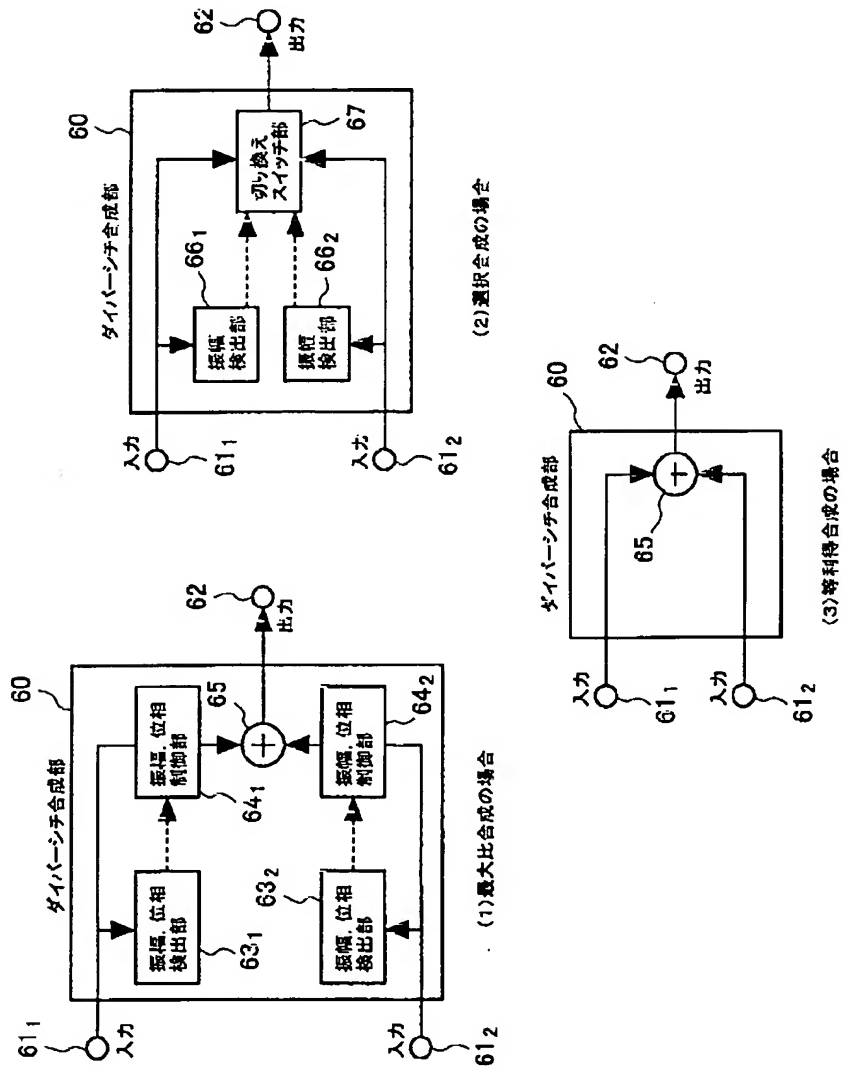 ダイバーシチ合成部
60
61₁
入力
振幅, 位相
検出部
63₁
振幅, 位相
制御部
64₁
65
+
62
出力
63₂
振幅, 位相
検出部
振幅, 位相
制御部
64₂
入力
61₂
(1)最大比合成の場合
ダイバーシチ合成部
60
入力
61₁
振幅
検出部
66₁
切り換え
スイッチ部
67
62
出力
振幅
検出部
66₂
入力
61₂
(2)選択合成の場合
ダイバーシチ合成部
60
入力
61₁
65
+
62
出力
入力
61₂
(3)等利得合成の場合